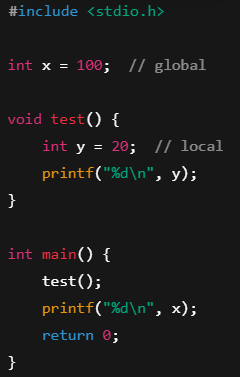 #include <stdio.h>

int x = 100;  // global

void test() {
    int y = 20;  // local
    printf("%d\n", y);
}

int main() {
    test();
    printf("%d\n", x);
    return 0;
}